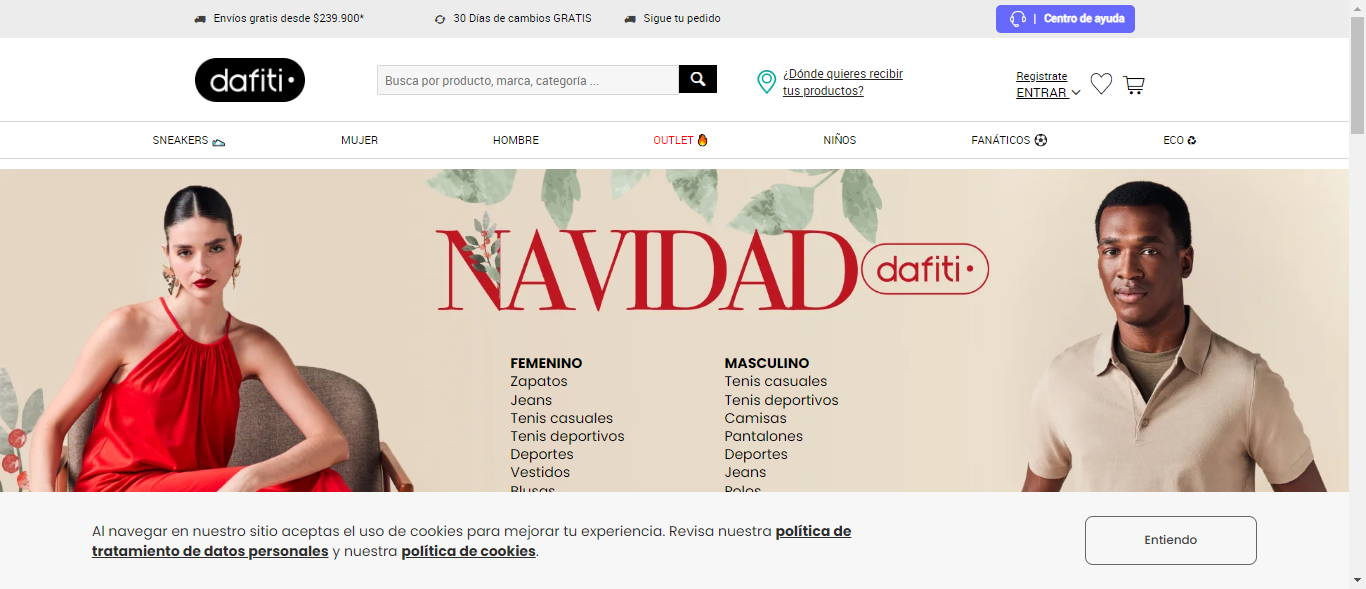 Envíos gratis desde $239.900*
30 Días de cambios GRATIS
Sigue tu pedido
| Centro de ayuda
dafiti
Busca por producto, marca, categoría ...
¿Dónde quieres recibir
tus productos?
Registrate
ENTRAR
SNEAKERS
MUJER
HOMBRE
OUTLET
NIÑOS
FANÁTICOS
ECO
NAVIDAD dafiti
FEMENINO
Zapatos
Jeans
Tenis casuales
Tenis deportivos
Deportes
Vestidos
Blusas
MASCULINO
Tenis casuales
Tenis deportivos
Camisas
Pantalones
Deportes
Jeans
Polos
Al navegar en nuestro sitio aceptas el uso de cookies para mejorar tu experiencia. Revisa nuestra política de
tratamiento de datos personales y nuestra política de cookies.
Entiendo